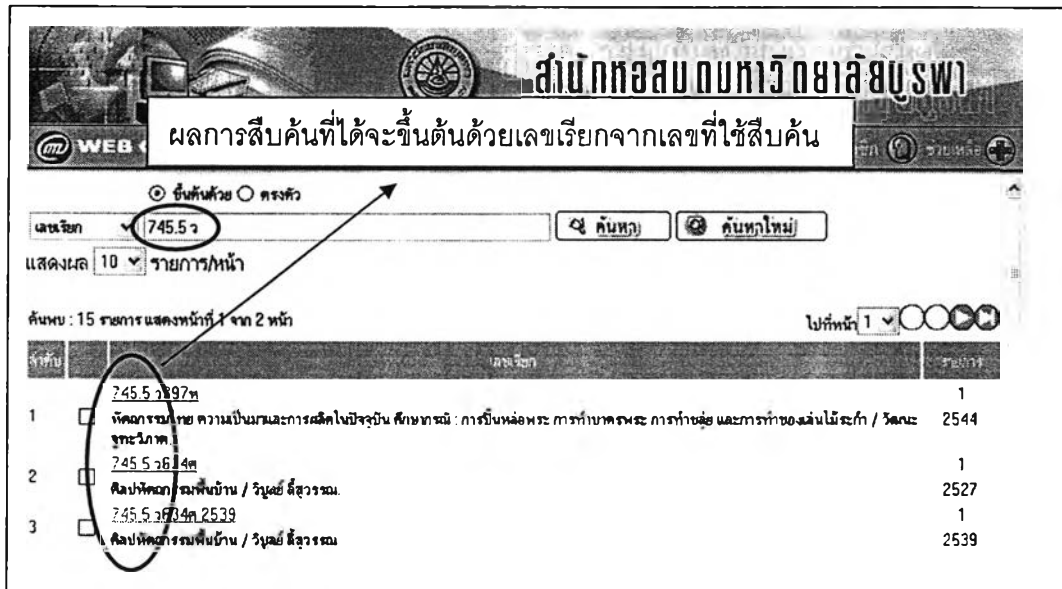 สำนักหอสมุดมหาวิทยาลัยบูรพา
ผลการสืบค้นที่ได้จะขึ้นต้นด้วยเลขเรียกจากเลขที่ใช้สืบค้น
WEB
ช่วยเหลือ
ขึ้นต้นด้วย ตรงตัว
เลขเรียก 745.5 ว ค้นหา ค้นหาใหม่
แสดงผล 10 รายการ/หน้า
ค้นพบ : 15 รายการ แสดงหน้าที่ 1 จาก 2 หน้า ไปที่หน้า 1
ลำดับ เลขเรียก รายการ
745.5 ว397ห 1
1 หัตถกรรมไทย ความเป็นมาและการผลิตในปัจจุบัน ศึกษากรณี : การปั้นหล่อพระ การทำบาตรพระ การทำขลุ่ย และการทำของเล่นไม้ระกำ / วัฒนะ 2544
จูฑะวิภาต.
745.5 ว634ศ 1
2 ศิลปหัตถกรรมพื้นบ้าน / วิบูลย์ ลี้สุวรรณ. 2527
745.5 ว634ศ 2539 1
3 ศิลปหัตถกรรมพื้นบ้าน / วิบูลย์ ลี้สุวรรณ 2539